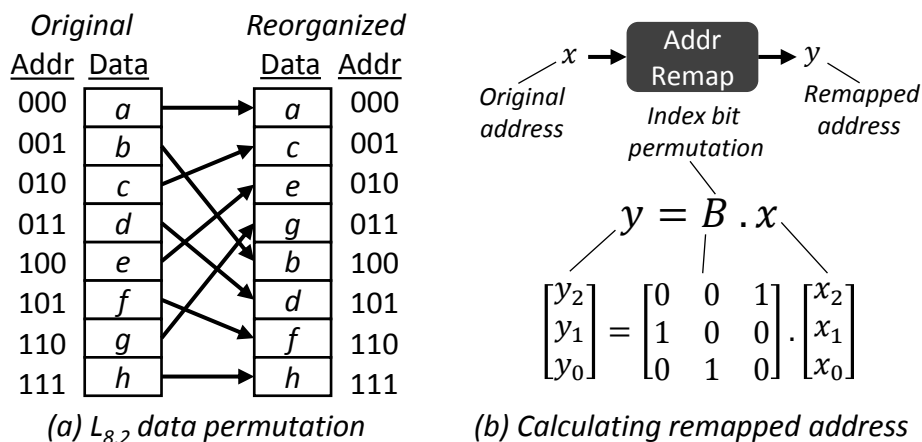 Original Reorganized
Addr Data Data Addr
000 a a 000
001 b c 001
010 c e 010
011 d g 011
100 e b 100
101 f d 101
110 g f 110
111 h h 111
(a) L8,2 data permutation
x Addr Remap y
Original address
Remapped address
Index bit permutation
y = B . x
[y2] = [0 0 1] . [x2]
[y1] [1 0 0] [x1]
[y0] [0 1 0] [x0]
(b) Calculating remapped address